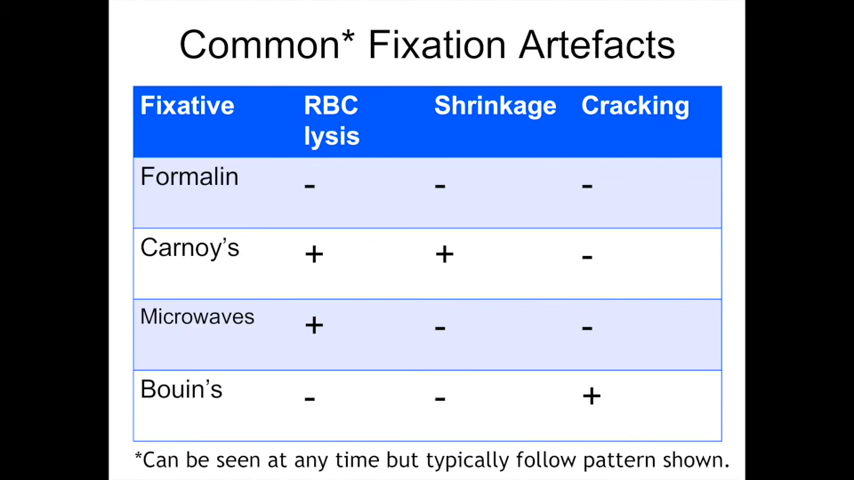 Common* Fixation Artefacts
Fixative RBC lysis Shrinkage Cracking
Formalin - - -
Carnoy's + + -
Microwaves + - -
Bouin's - - +
*Can be seen at any time but typically follow pattern shown.